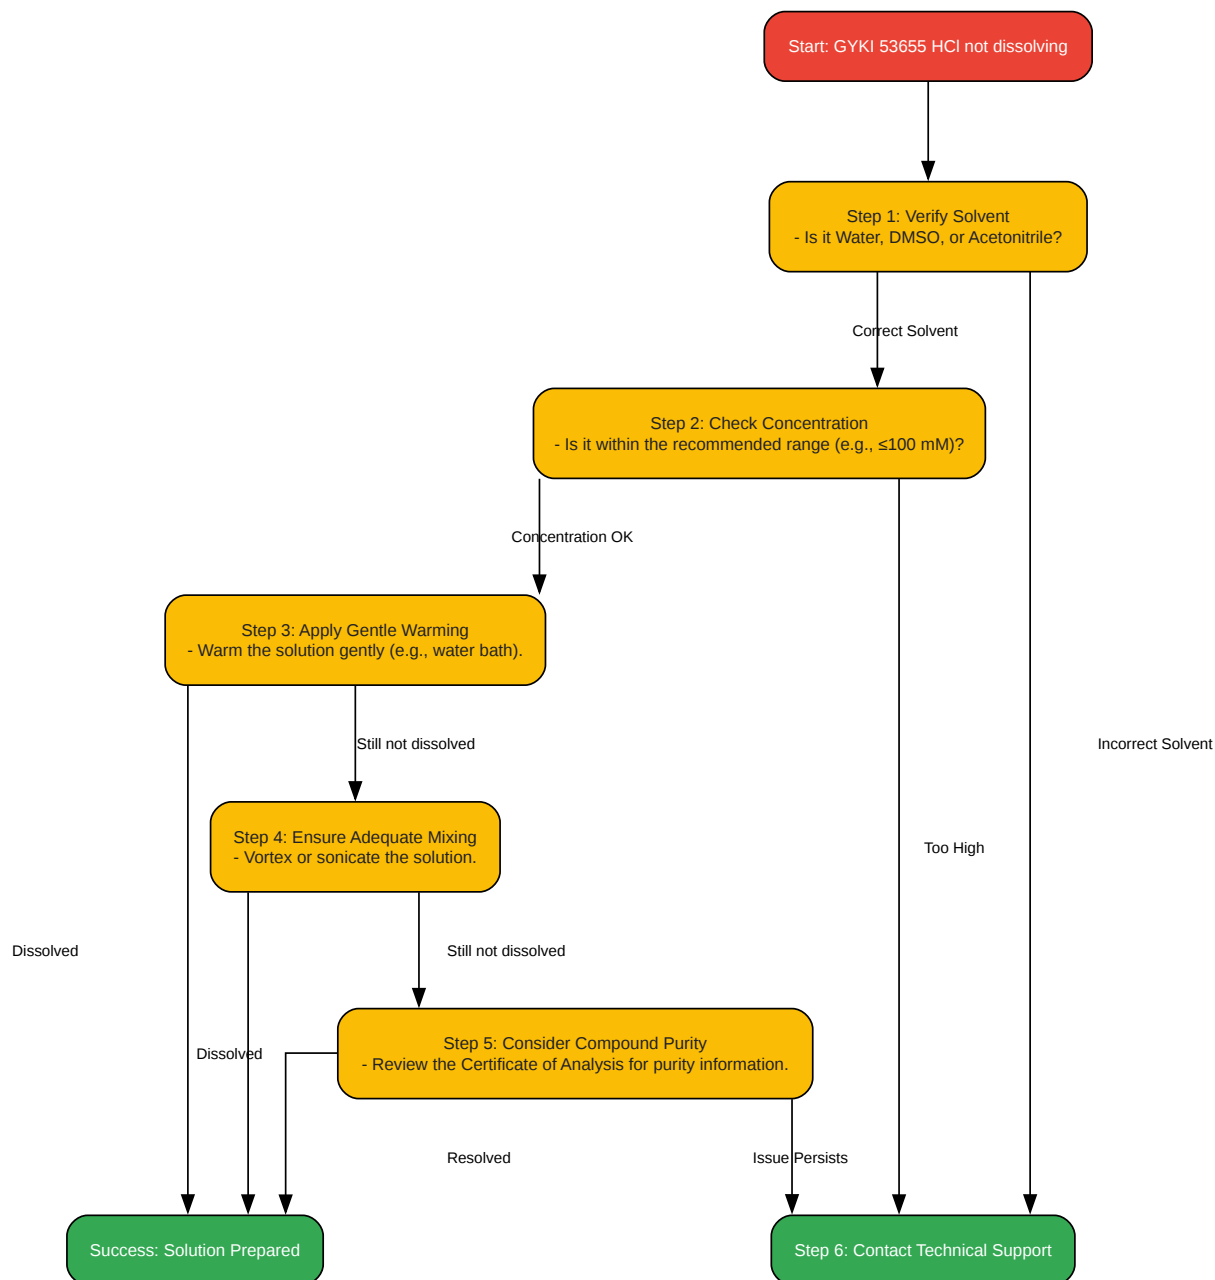 Start: GYKI 53655 HCl not dissolving
Step 1: Verify Solvent
- Is it Water, DMSO, or Acetonitrile?
Correct Solvent
Step 2: Check Concentration
- Is it within the recommended range (e.g., ≤100 mM)?
Concentration OK
Step 3: Apply Gentle Warming
- Warm the solution gently (e.g., water bath).
Still not dissolved
Incorrect Solvent
Step 4: Ensure Adequate Mixing
- Vortex or sonicate the solution.
Too High
Dissolved
Still not dissolved
Step 5: Consider Compound Purity
- Review the Certificate of Analysis for purity information.
Dissolved
Resolved
Issue Persists
Success: Solution Prepared
Step 6: Contact Technical Support